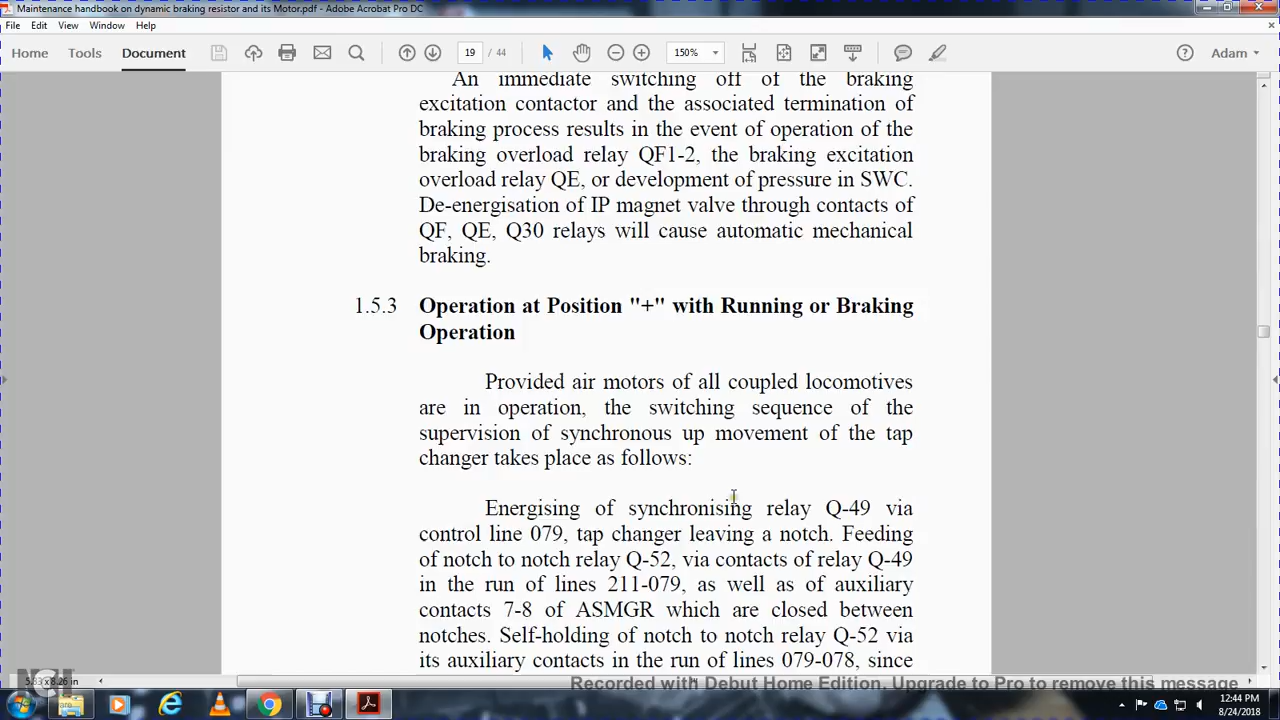 Maintenance handbook on dynamic braking resistor and its Motor.pdf - Adobe Acrobat Pro DC
File Edit View Window Help
Home Tools Document 19 / 44 150% Adam
An immediate switching off of the braking
excitation contactor and the associated termination of
braking process results in the event of operation of the
braking overload relay QF1-2, the braking excitation
overload relay QE, or development of pressure in SWC.
De-energisation of IP magnet valve through contacts of
QF, QE, Q30 relays will cause automatic mechanical
braking.
1.5.3 Operation at Position "+" with Running or Braking
Operation
Provided air motors of all coupled locomotives
are in operation, the switching sequence of the
supervision of synchronous up movement of the tap
changer takes place as follows:
Energising of synchronising relay Q-49 via
control line 079, tap changer leaving a notch. Feeding
of notch to notch relay Q-52, via contacts of relay Q-49
in the run of lines 211-079, as well as of auxiliary
contacts 7-8 of ASMGR which are closed between
notches. Self-holding of notch to notch relay Q-52 via
its auxiliary contacts in the run of lines 079-078, since
NCH
5.83 x 8.26 in
Recorded with Debut Home Edition. Upgrade to Pro to remove this message
12:44 PM
8/24/2018